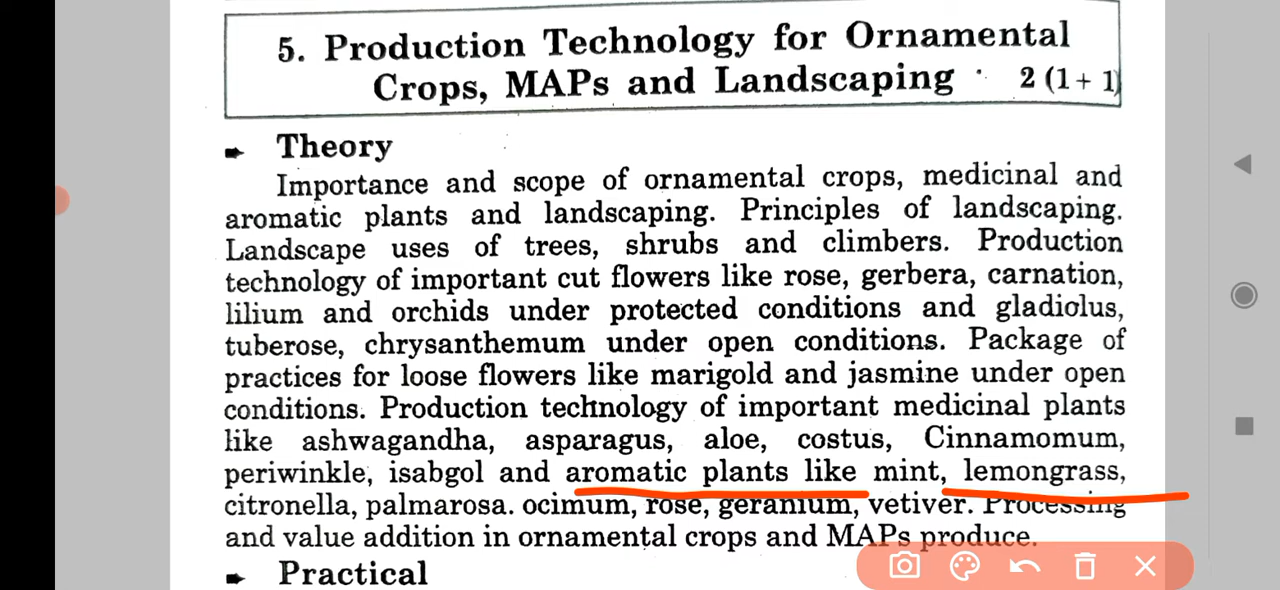 5. Production Technology for Ornamental
Crops, MAPs and Landscaping 2 (1+ 1)
Theory
Importance and scope of ornamental crops, medicinal and
aromatic plants and landscaping. Principles of landscaping.
Landscape uses of trees, shrubs and climbers. Production
technology of important cut flowers like rose, gerbera, carnation,
lilium and orchids under protected conditions and gladiolus,
tuberose, chrysanthemum under open conditions. Package of
practices for loose flowers like marigold and jasmine under open
conditions. Production technology of important medicinal plants
like ashwagandha, asparagus, aloe, costus, Cinnamomum,
periwinkle, isabgol and aromatic plants like mint, lemongrass,
citronella, palmarosa. ocimum, rose, geranium, vetiver. Processing
and value addition in ornamental crops and MAPs produce.
Practical